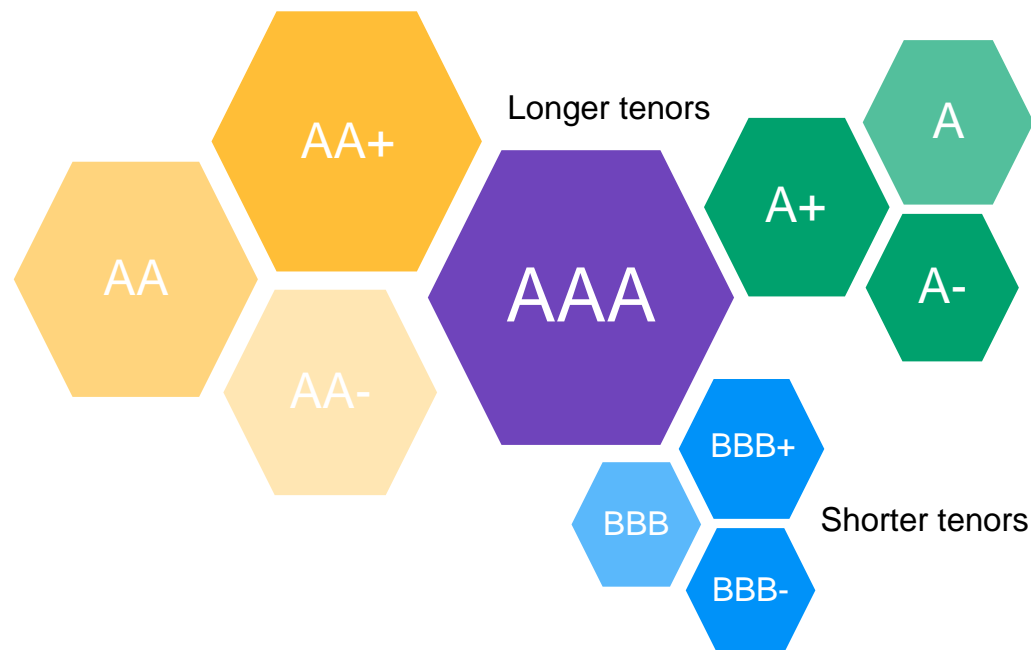 Longer tenors
AA+
A
AA
A+
AAA
A-
AA-
BBB+
BBB
Shorter tenors
BBB-